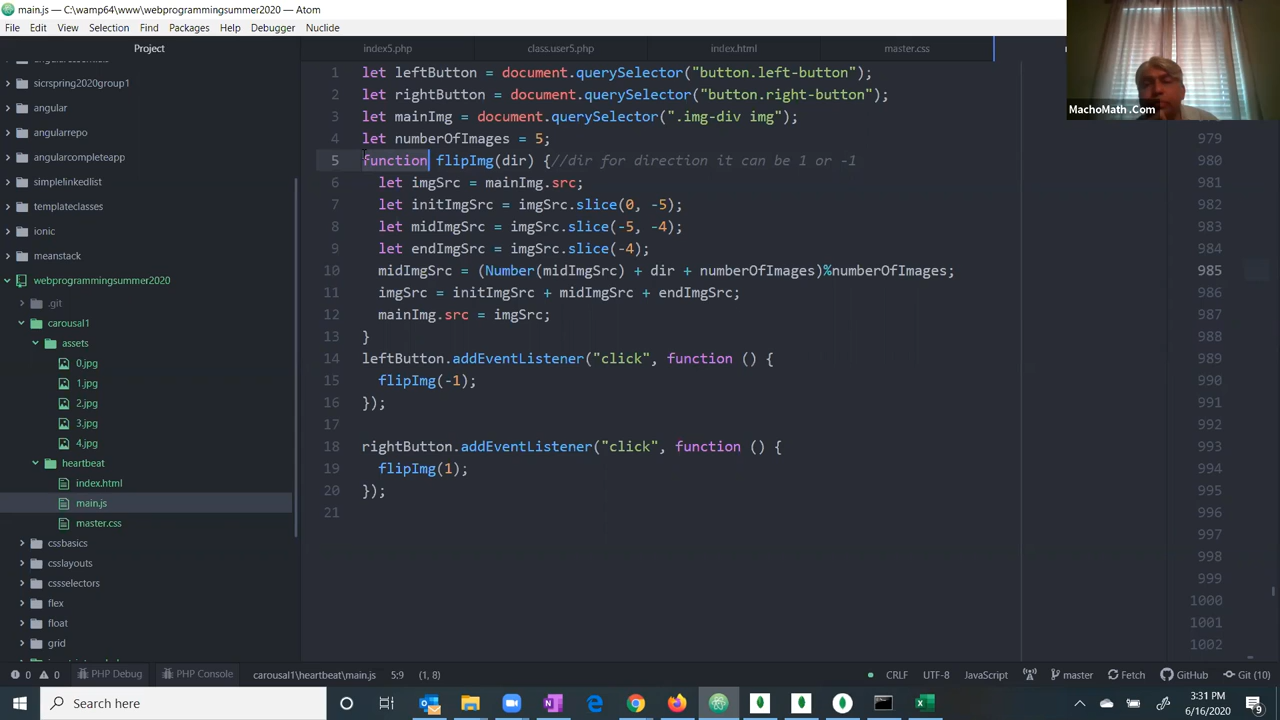 main.js — C:\wamp64\www\webprogrammingsummer2020 — Atom
File Edit View Selection Find Packages Help Debugger Nuclide
Project
index5.php class.user5.php index.html master.css
sicrspring2020group1
angular
angularrepo
angularcompleteapp
simplelinkedlist
templateclasses
ionic
meanstack
webprogrammingsummer2020
.git
carousal1
assets
0.jpg
1.jpg
2.jpg
3.jpg
4.jpg
heartbeat
index.html
main.js
master.css
cssbasics
csslayouts
cssselectors
flex
float
grid
1 let leftButton = document.querySelector("button.left-button");
2 let rightButton = document.querySelector("button.right-button");
3 let mainImg = document.querySelector(".img-div img");
4 let numberOfImages = 5;
5 function flipImg(dir) {//dir for direction it can be 1 or -1
6 let imgSrc = mainImg.src;
7 let initImgSrc = imgSrc.slice(0, -5);
8 let midImgSrc = imgSrc.slice(-5, -4);
9 let endImgSrc = imgSrc.slice(-4);
10 midImgSrc = (Number(midImgSrc) + dir + numberOfImages)%numberOfImages;
11 imgSrc = initImgSrc + midImgSrc + endImgSrc;
12 mainImg.src = imgSrc;
13 }
14 leftButton.addEventListener("click", function () {
15 flipImg(-1);
16 });
17
18 rightButton.addEventListener("click", function () {
19 flipImg(1);
20 });
21
MachoMath .Com
979
980
981
982
983
984
985
986
987
988
989
990
991
992
993
994
995
996
997
998
999
1000
1001
1002
0 0 PHP Debug PHP Console carousal1\heartbeat\main.js 5:9 (1, 8) CRLF UTF-8 JavaScript master Fetch GitHub Git (10)
Search here
3:31 PM
6/16/2020
9